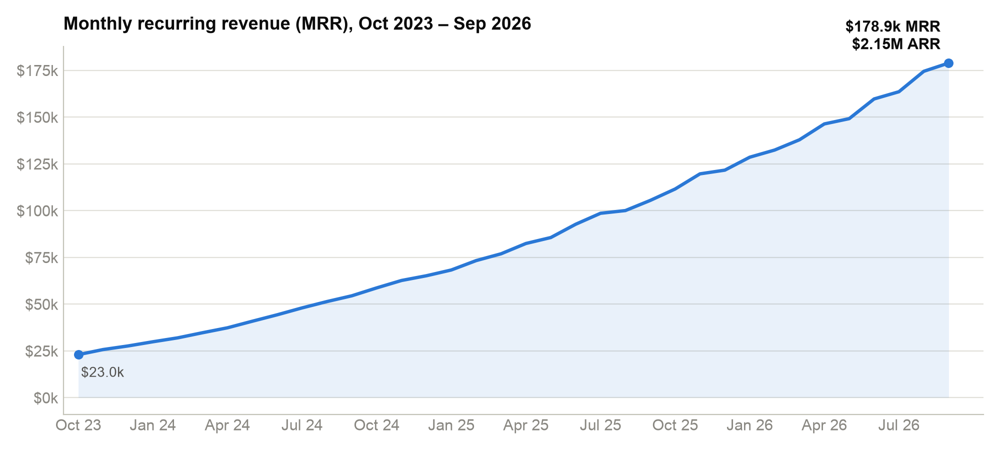 Monthly recurring revenue (MRR), Oct 2023 – Sep 2026
$178.9k MRR
$2.15M ARR
$175k
$150k
$125k
$100k
$75k
$50k
$25k
$23.0k
$0k
Oct 23 Jan 24 Apr 24 Jul 24 Oct 24 Jan 25 Apr 25 Jul 25 Oct 25 Jan 26 Apr 26 Jul 26